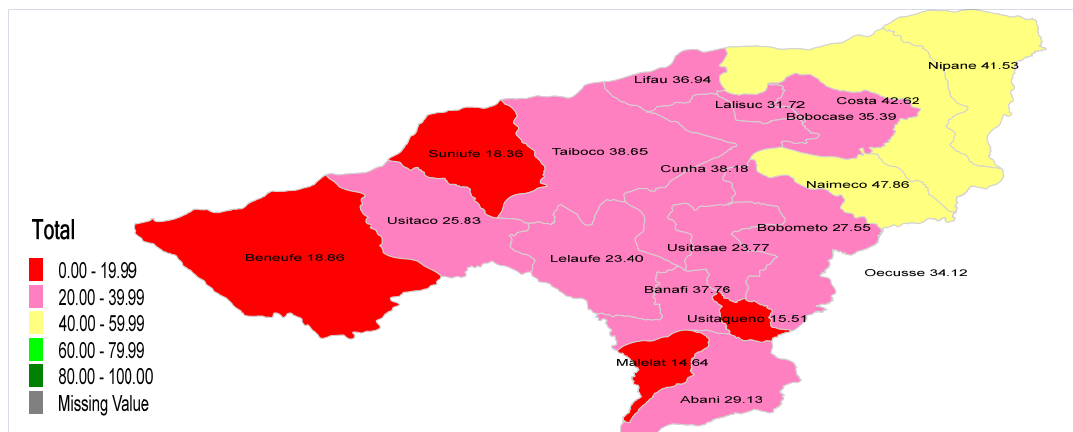 Nipane 41.53
Lifau 36.94
Costa 42.62
Lalisuc 31.72
Bobocase 35.39
Suniufe 18.36
Taiboco 38.65
Cunha 38.18
Naimeco 47.86
Usitaco 25.83
Bobometo 27.55
Usitasae 23.77
Beneufe 18.86
Lelaufe 23.40
Oecusse 34.12
Banafi 37.76
Usitaqueno 15.51
Malelat 14.64
Abani 29.13
Total
0.00 - 19.99
20.00 - 39.99
40.00 - 59.99
60.00 - 79.99
80.00 - 100.00
Missing Value